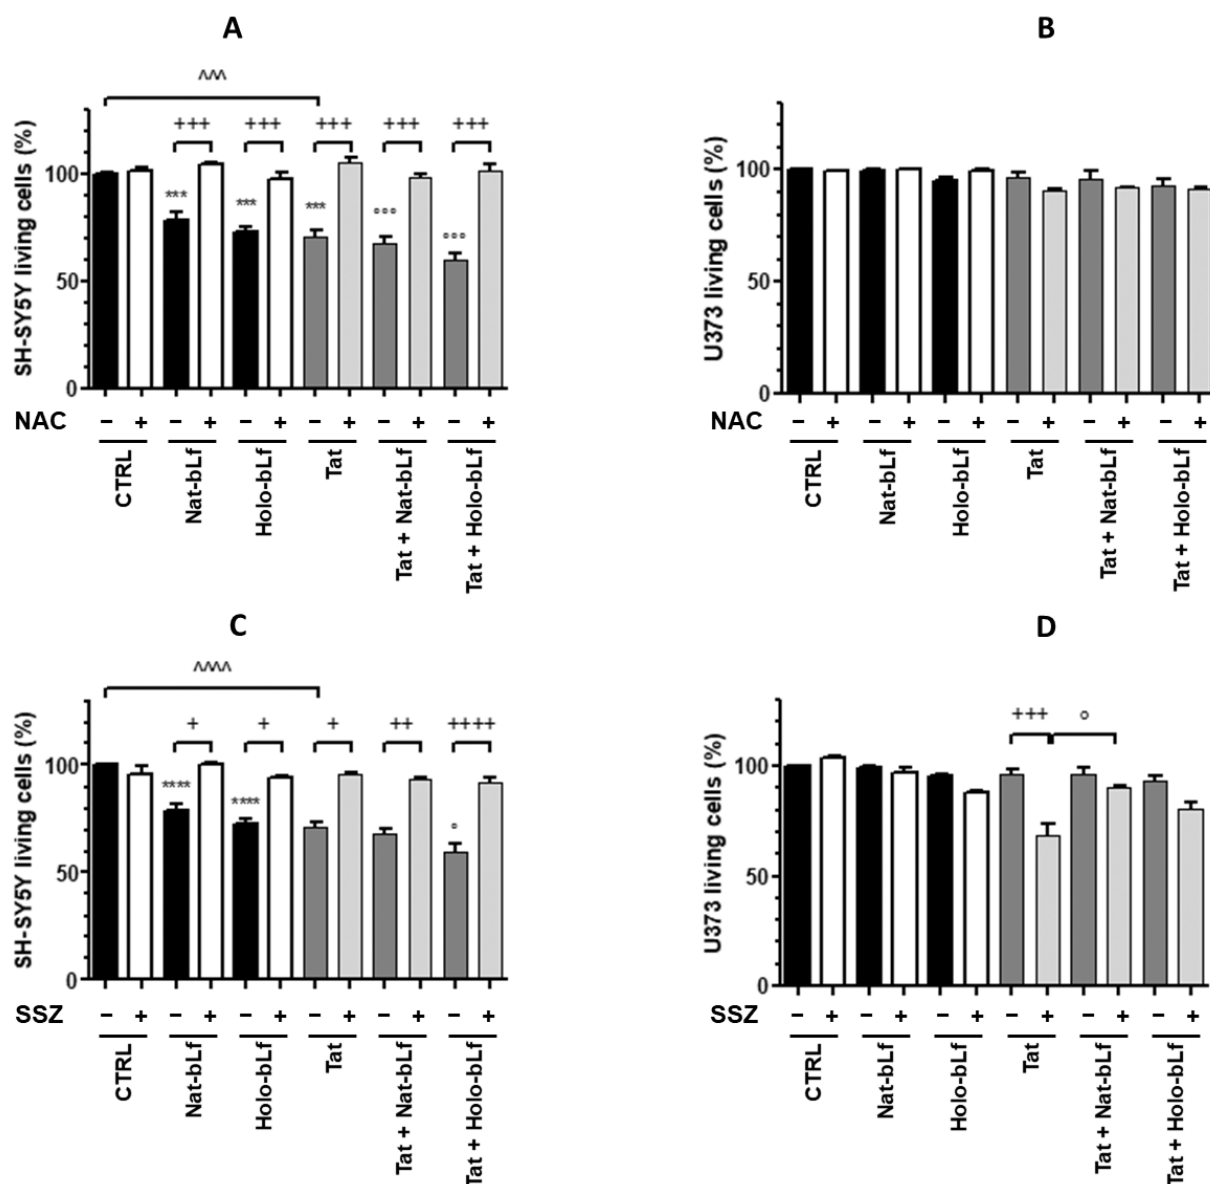 A
^^^
+++ +++ +++ +++ +++
*** *** *** °°° °°°
SH-SY5Y living cells (%)
100
50
0
NAC - + - + - + - + - + - +
CTRL
Nat-bLf
Holo-bLf
Tat
Tat + Nat-bLf
Tat + Holo-bLf
B
U373 living cells (%)
100
50
0
NAC - + - + - + - + - + - +
CTRL
Nat-bLf
Holo-bLf
Tat
Tat + Nat-bLf
Tat + Holo-bLf
C
^^^^
+ + + ++ ++++
**** **** °
SH-SY5Y living cells (%)
100
50
0
SSZ - + - + - + - + - + - +
CTRL
Nat-bLf
Holo-bLf
Tat
Tat + Nat-bLf
Tat + Holo-bLf
D
+++ °
U373 living cells (%)
100
50
0
SSZ - + - + - + - + - + - +
CTRL
Nat-bLf
Holo-bLf
Tat
Tat + Nat-bLf
Tat + Holo-bLf